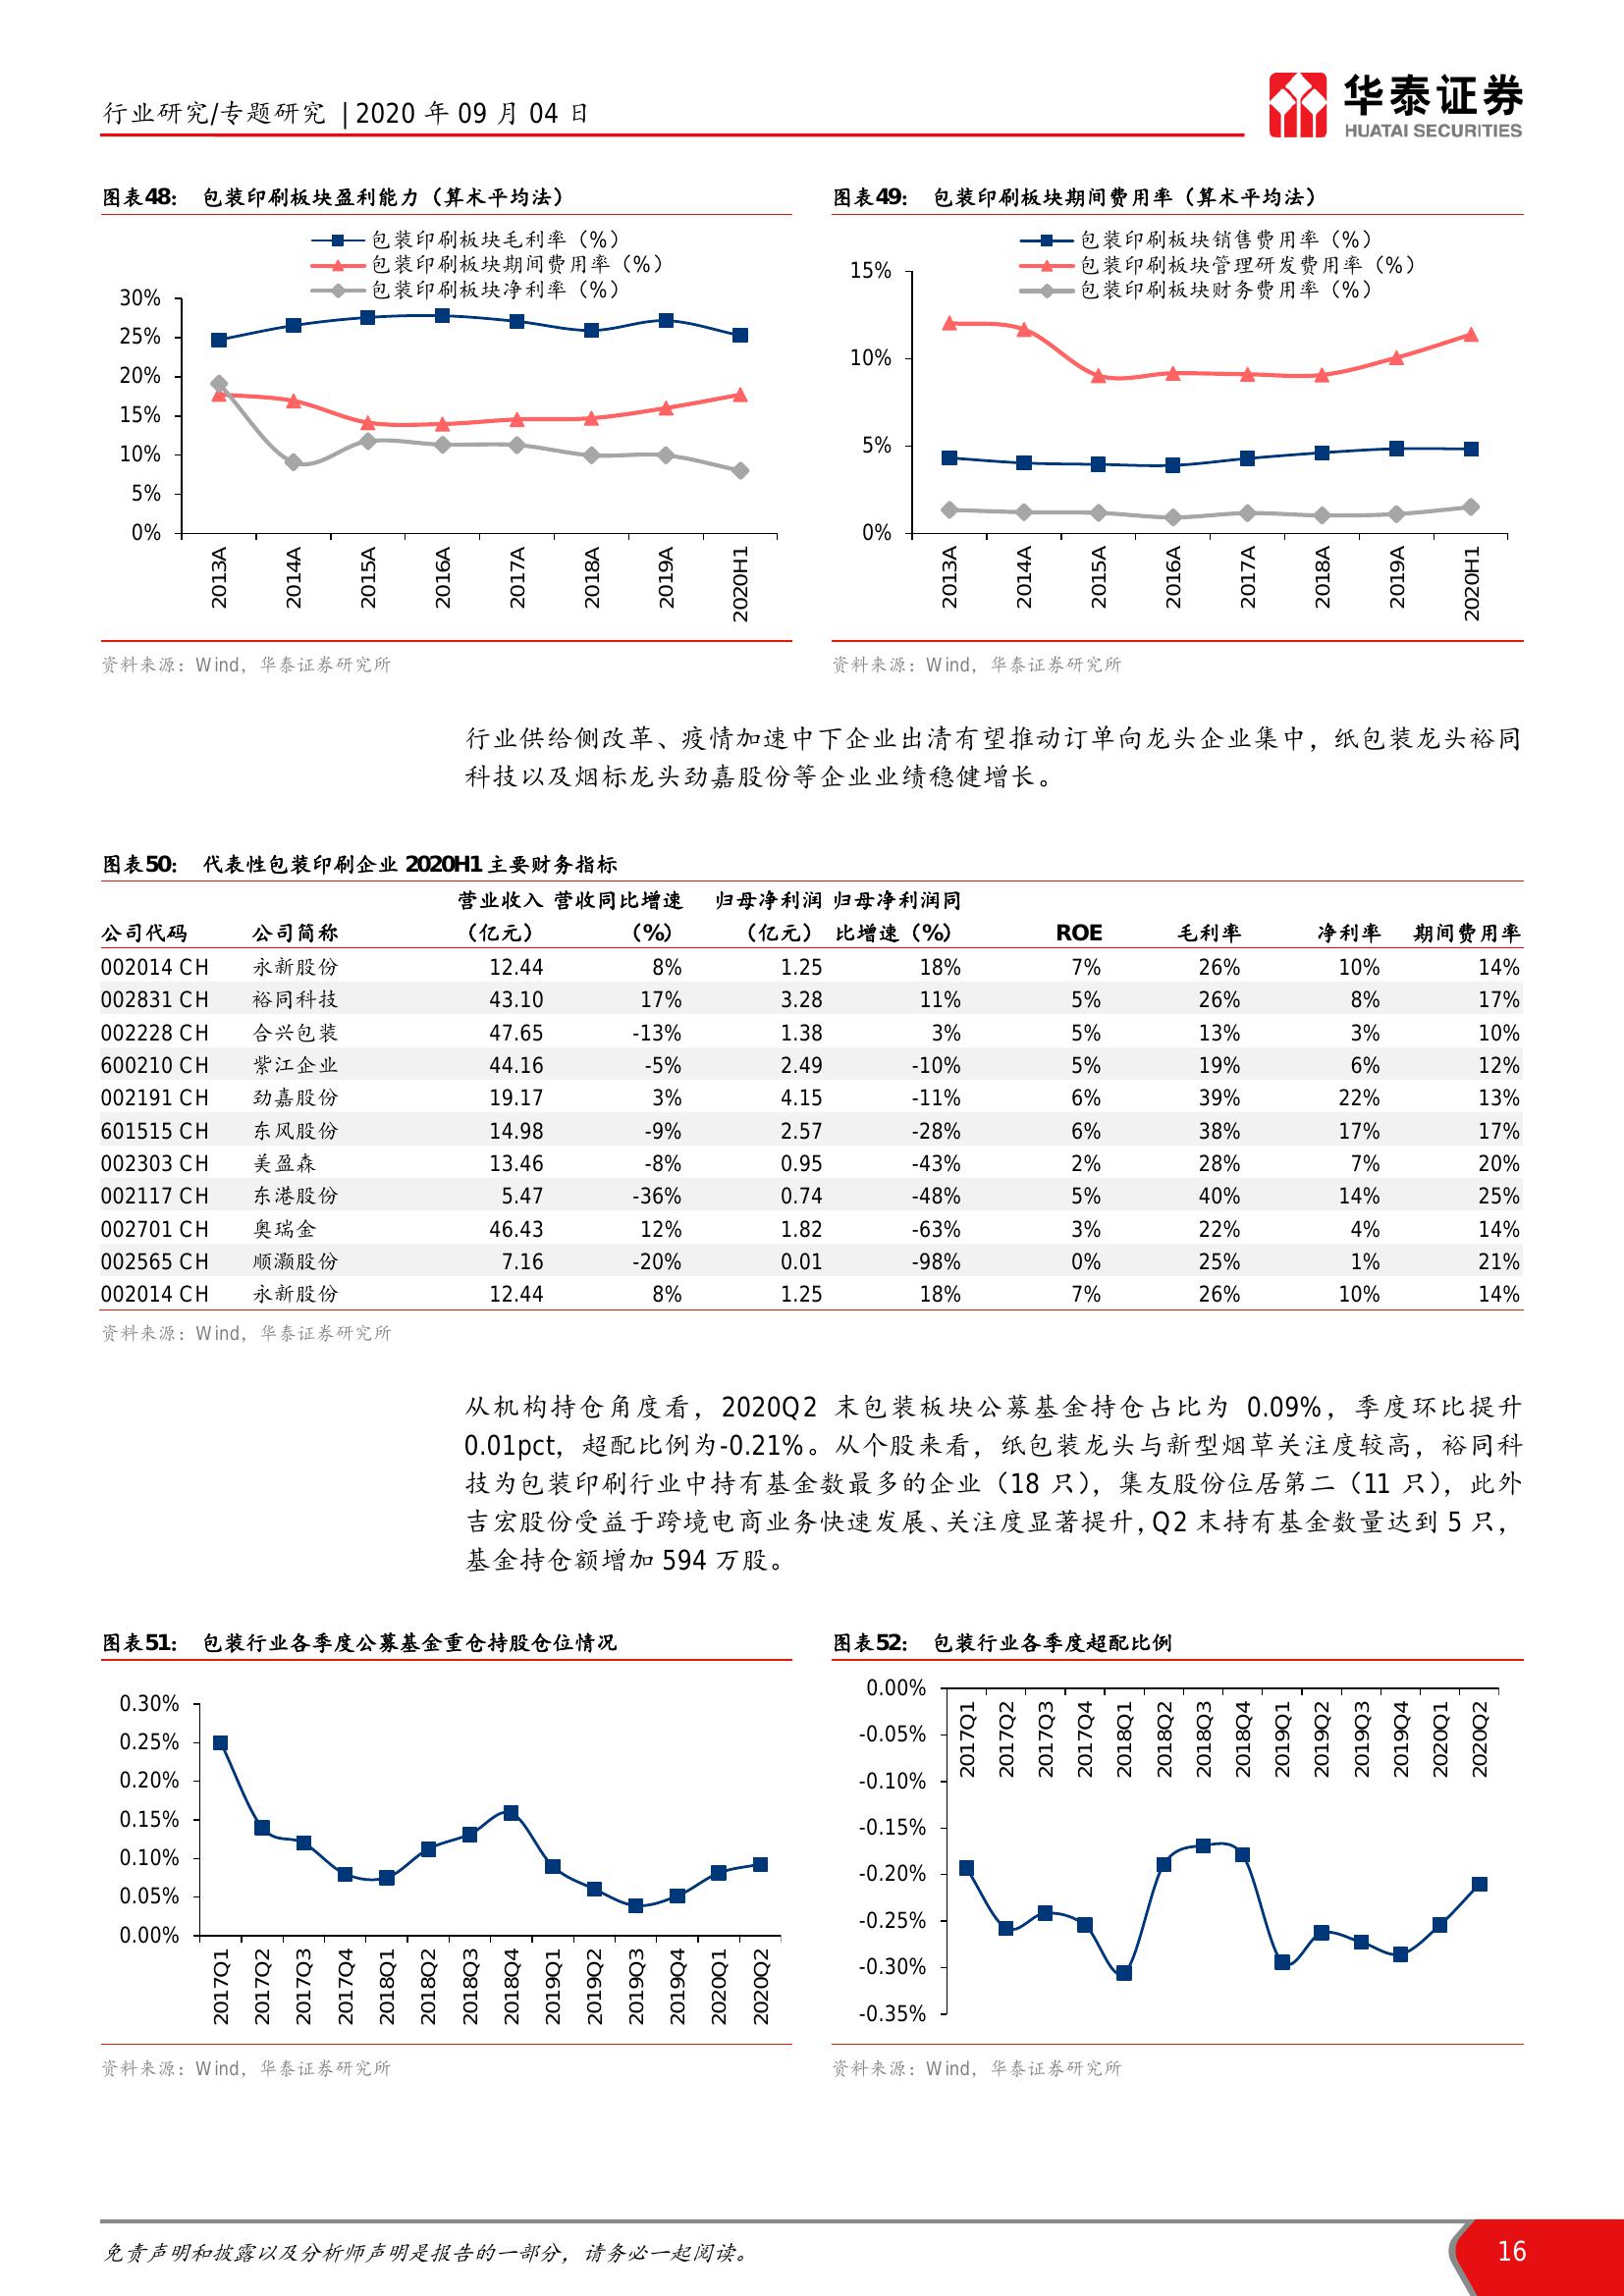 行业研究/专题研究 | 2020 年 09 月 04 日
华泰证券
HUATAI SECURITIES
图表48: 包装印刷板块盈利能力（算术平均法）
包装印刷板块毛利率（%）
包装印刷板块期间费用率（%）
包装印刷板块净利率（%）
30%
25%
20%
15%
10%
5%
0%
2013A 2014A 2015A 2016A 2017A 2018A 2019A 2020H1
资料来源：Wind，华泰证券研究所
图表49: 包装印刷板块期间费用率（算术平均法）
包装印刷板块销售费用率（%）
包装印刷板块管理研发费用率（%）
包装印刷板块财务费用率（%）
15%
10%
5%
0%
2013A 2014A 2015A 2016A 2017A 2018A 2019A 2020H1
资料来源：Wind，华泰证券研究所
行业供给侧改革、疫情加速中下企业出清有望推动订单向龙头企业集中，纸包装龙头裕同
科技以及烟标龙头劲嘉股份等企业业绩稳健增长。
图表50: 代表性包装印刷企业 2020H1 主要财务指标
营业收入 营收同比增速 归母净利润 归母净利润同
公司代码 公司简称 （亿元） （%） （亿元） 比增速（%） ROE 毛利率 净利率 期间费用率
002014 CH 永新股份 12.44 8% 1.25 18% 7% 26% 10% 14%
002831 CH 裕同科技 43.10 17% 3.28 11% 5% 26% 8% 17%
002228 CH 合兴包装 47.65 -13% 1.38 3% 5% 13% 3% 10%
600210 CH 紫江企业 44.16 -5% 2.49 -10% 5% 19% 6% 12%
002191 CH 劲嘉股份 19.17 3% 4.15 -11% 6% 39% 22% 13%
601515 CH 东风股份 14.98 -9% 2.57 -28% 6% 38% 17% 17%
002303 CH 美盈森 13.46 -8% 0.95 -43% 2% 28% 7% 20%
002117 CH 东港股份 5.47 -36% 0.74 -48% 5% 40% 14% 25%
002701 CH 奥瑞金 46.43 12% 1.82 -63% 3% 22% 4% 14%
002565 CH 顺灏股份 7.16 -20% 0.01 -98% 0% 25% 1% 21%
002014 CH 永新股份 12.44 8% 1.25 18% 7% 26% 10% 14%
资料来源：Wind，华泰证券研究所
从机构持仓角度看，2020Q2 末包装板块公募基金持仓占比为 0.09%，季度环比提升
0.01pct，超配比例为-0.21%。从个股来看，纸包装龙头与新型烟草关注度较高，裕同科
技为包装印刷行业中持有基金数最多的企业（18 只），集友股份位居第二（11 只），此外
吉宏股份受益于跨境电商业务快速发展、关注度显著提升，Q2 末持有基金数量达到 5 只，
基金持仓额增加 594 万股。
图表51: 包装行业各季度公募基金重仓持股仓位情况
0.30%
0.25%
0.20%
0.15%
0.10%
0.05%
0.00%
2017Q1 2017Q2 2017Q3 2017Q4 2018Q1 2018Q2 2018Q3 2018Q4 2019Q1 2019Q2 2019Q3 2019Q4 2020Q1 2020Q2
资料来源：Wind，华泰证券研究所
图表52: 包装行业各季度超配比例
0.00%
-0.05%
-0.10%
-0.15%
-0.20%
-0.25%
-0.30%
-0.35%
2017Q1 2017Q2 2017Q3 2017Q4 2018Q1 2018Q2 2018Q3 2018Q4 2019Q1 2019Q2 2019Q3 2019Q4 2020Q1 2020Q2
资料来源：Wind，华泰证券研究所
免责声明和披露以及分析师声明是报告的一部分，请务必一起阅读。
16